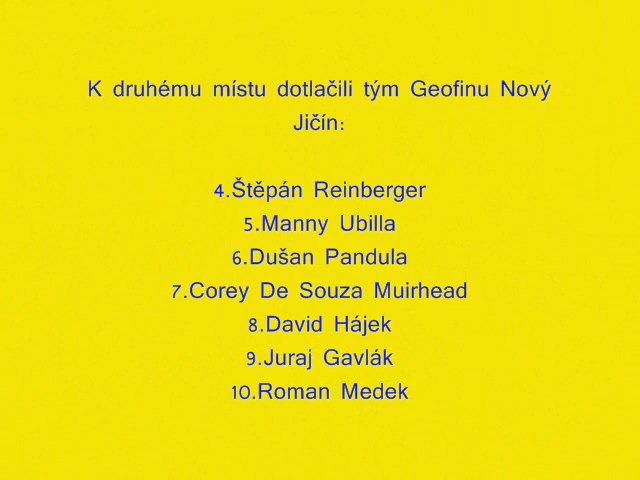 K druhému místu dotlačili tým Geofinu Nový
Jičín:
4.Štěpán Reinberger
5.Manny Ubilla
6.Dušan Pandula
7.Corey De Souza Muirhead
8.David Hájek
9.Juraj Gavlák
10.Roman Medek